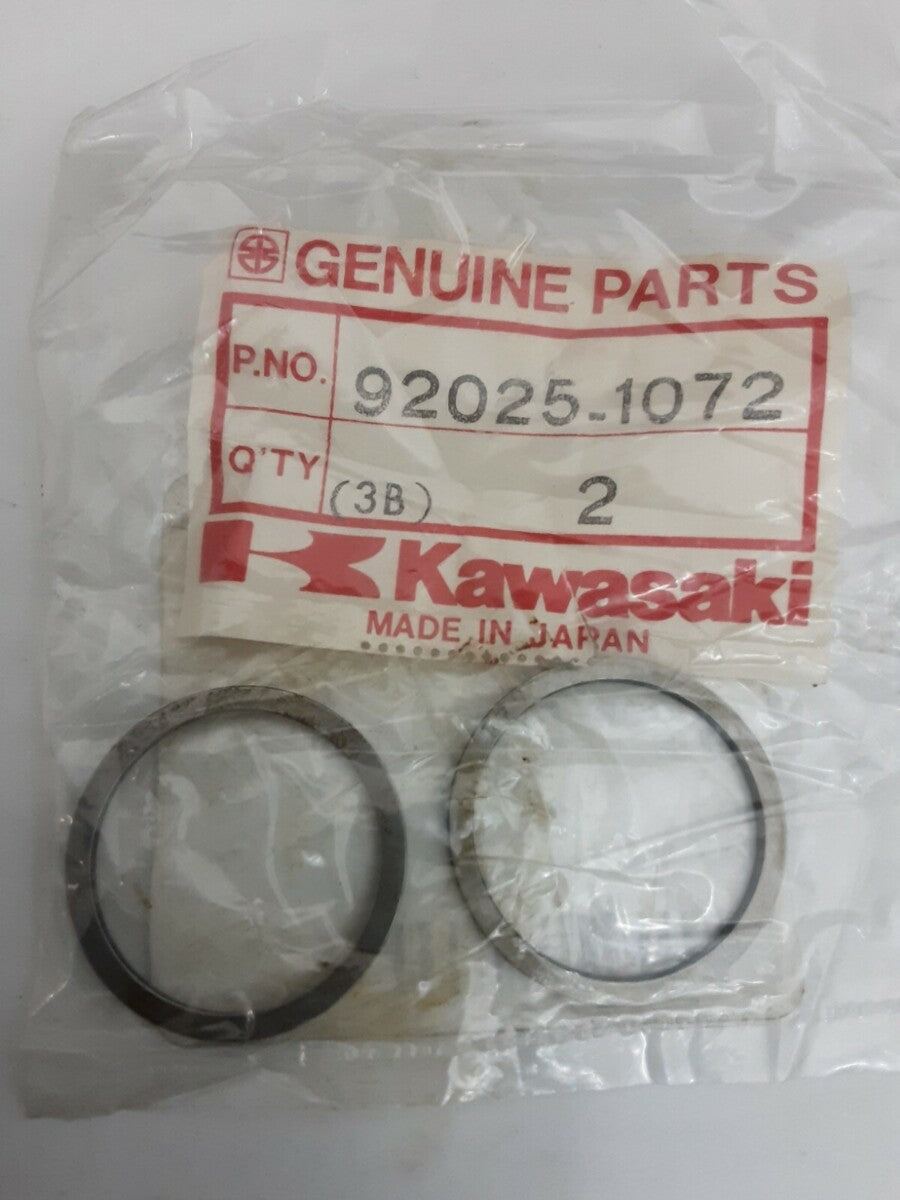 GENUINE PARTS
P.NO. 92025-1072
Q'TY (3B) 2
Kawasaki
MADE IN JAPAN